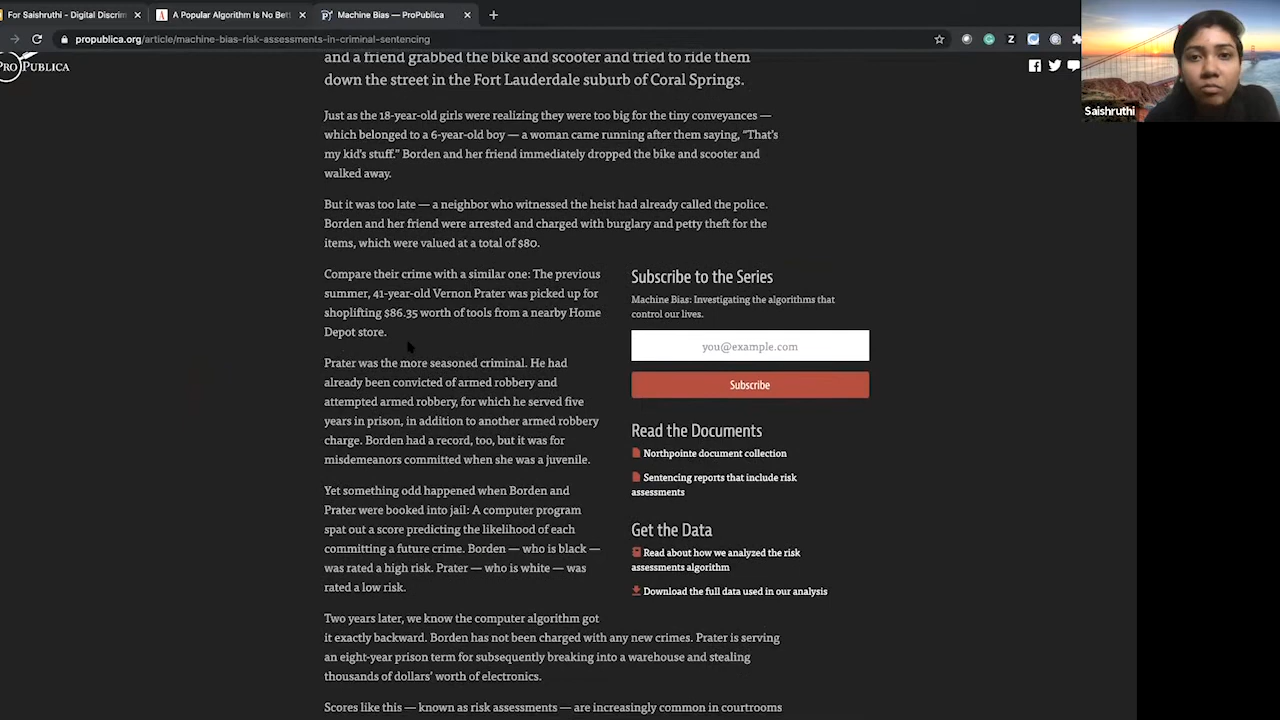 For Saishruthi - Digital Discrim
A Popular Algorithm Is No Bet
Machine Bias — ProPublica
propublica.org/article/machine-bias-risk-assessments-in-criminal-sentencing
PROPUBLICA
Saishruthi
and a friend grabbed the bike and scooter and tried to ride them
down the street in the Fort Lauderdale suburb of Coral Springs.
Just as the 18-year-old girls were realizing they were too big for the tiny conveyances —
which belonged to a 6-year-old boy — a woman came running after them saying, “That’s
my kid’s stuff.” Borden and her friend immediately dropped the bike and scooter and
walked away.
But it was too late — a neighbor who witnessed the heist had already called the police.
Borden and her friend were arrested and charged with burglary and petty theft for the
items, which were valued at a total of $80.
Compare their crime with a similar one: The previous
summer, 41-year-old Vernon Prater was picked up for
shoplifting $86.35 worth of tools from a nearby Home
Depot store.
Prater was the more seasoned criminal. He had
already been convicted of armed robbery and
attempted armed robbery, for which he served five
years in prison, in addition to another armed robbery
charge. Borden had a record, too, but it was for
misdemeanors committed when she was a juvenile.
Yet something odd happened when Borden and
Prater were booked into jail: A computer program
spat out a score predicting the likelihood of each
committing a future crime. Borden — who is black —
was rated a high risk. Prater — who is white — was
rated a low risk.
Subscribe to the Series
Machine Bias: Investigating the algorithms that
control our lives.
you@example.com
Subscribe
Read the Documents
Northpointe document collection
Sentencing reports that include risk
assessments
Get the Data
Read about how we analyzed the risk
assessments algorithm
Download the full data used in our analysis
Two years later, we know the computer algorithm got
it exactly backward. Borden has not been charged with any new crimes. Prater is serving
an eight-year prison term for subsequently breaking into a warehouse and stealing
thousands of dollars’ worth of electronics.
Scores like this — known as risk assessments — are increasingly common in courtrooms